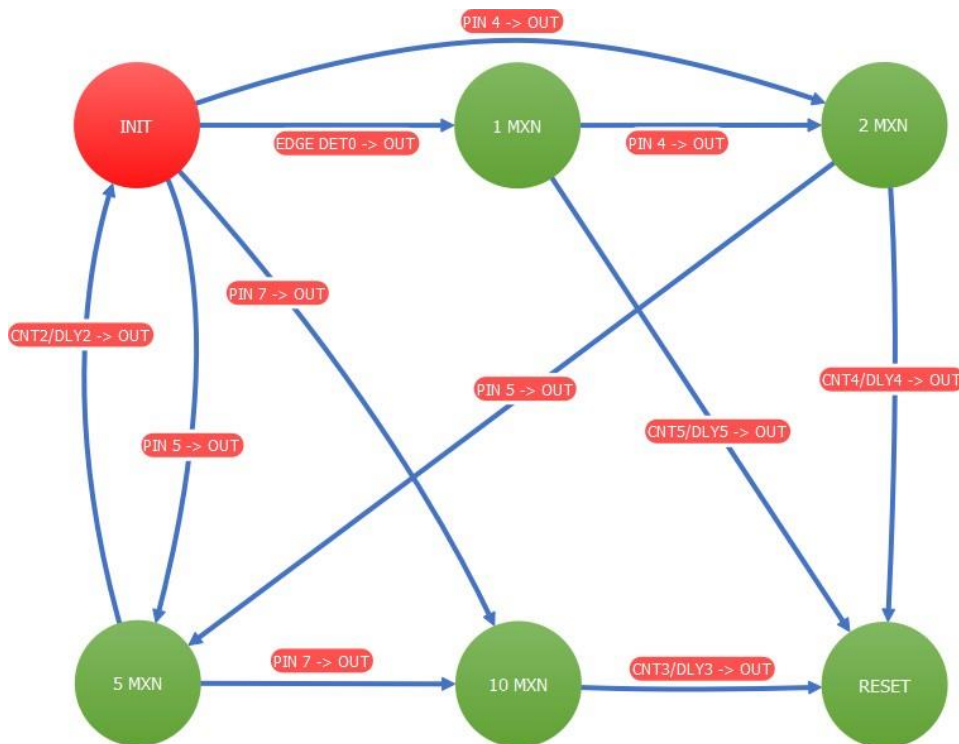 PIN 4 -> OUT
INIT
1 MXN
2 MXN
EDGE DET0 -> OUT
PIN 4 -> OUT
PIN 7 -> OUT
CNT2/DLY2 -> OUT
CNT4/DLY4 -> OUT
PIN 5 -> OUT
CNT5/DLY5 -> OUT
PIN 5 -> OUT
PIN 7 -> OUT
CNT3/DLY3 -> OUT
5 MXN
10 MXN
RESET